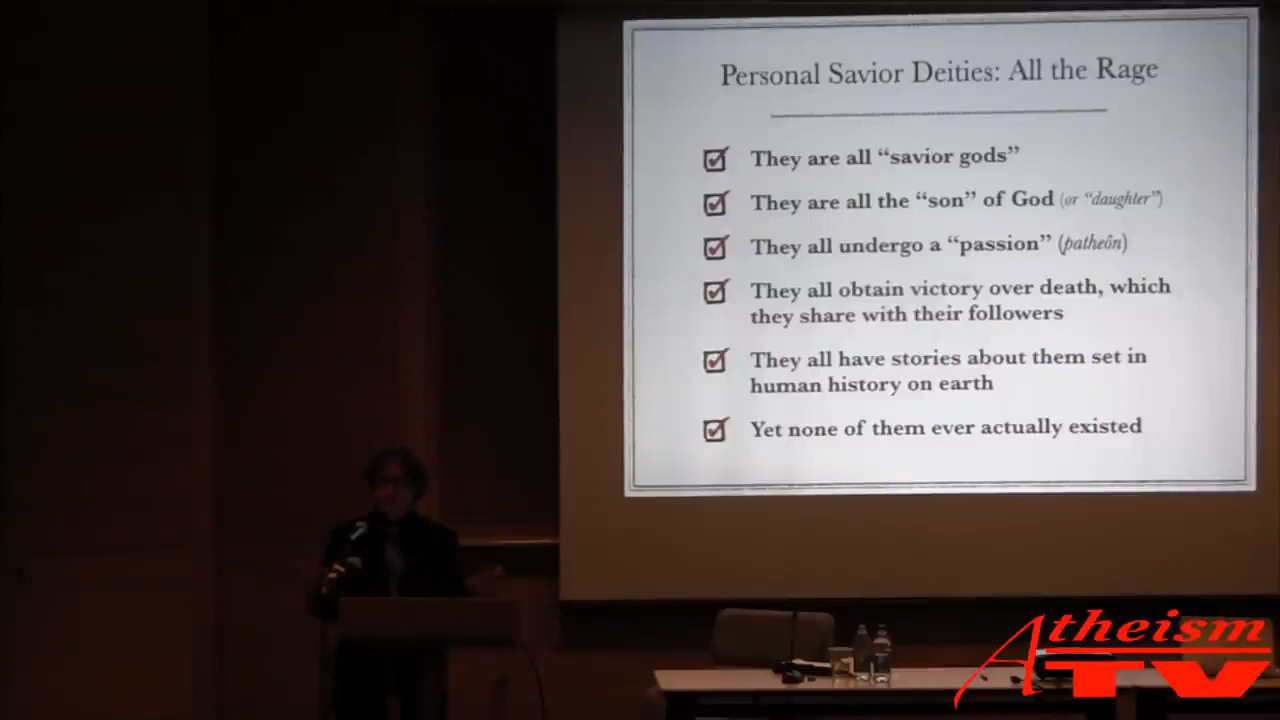 Personal Savior Deities: All the Rage
They are all “savior gods”
They are all the “son” of God (or “daughter”)
They all undergo a “passion” (patheôn)
They all obtain victory over death, which
they share with their followers
They all have stories about them set in
human history on earth
Yet none of them ever actually existed
Atheism
TV